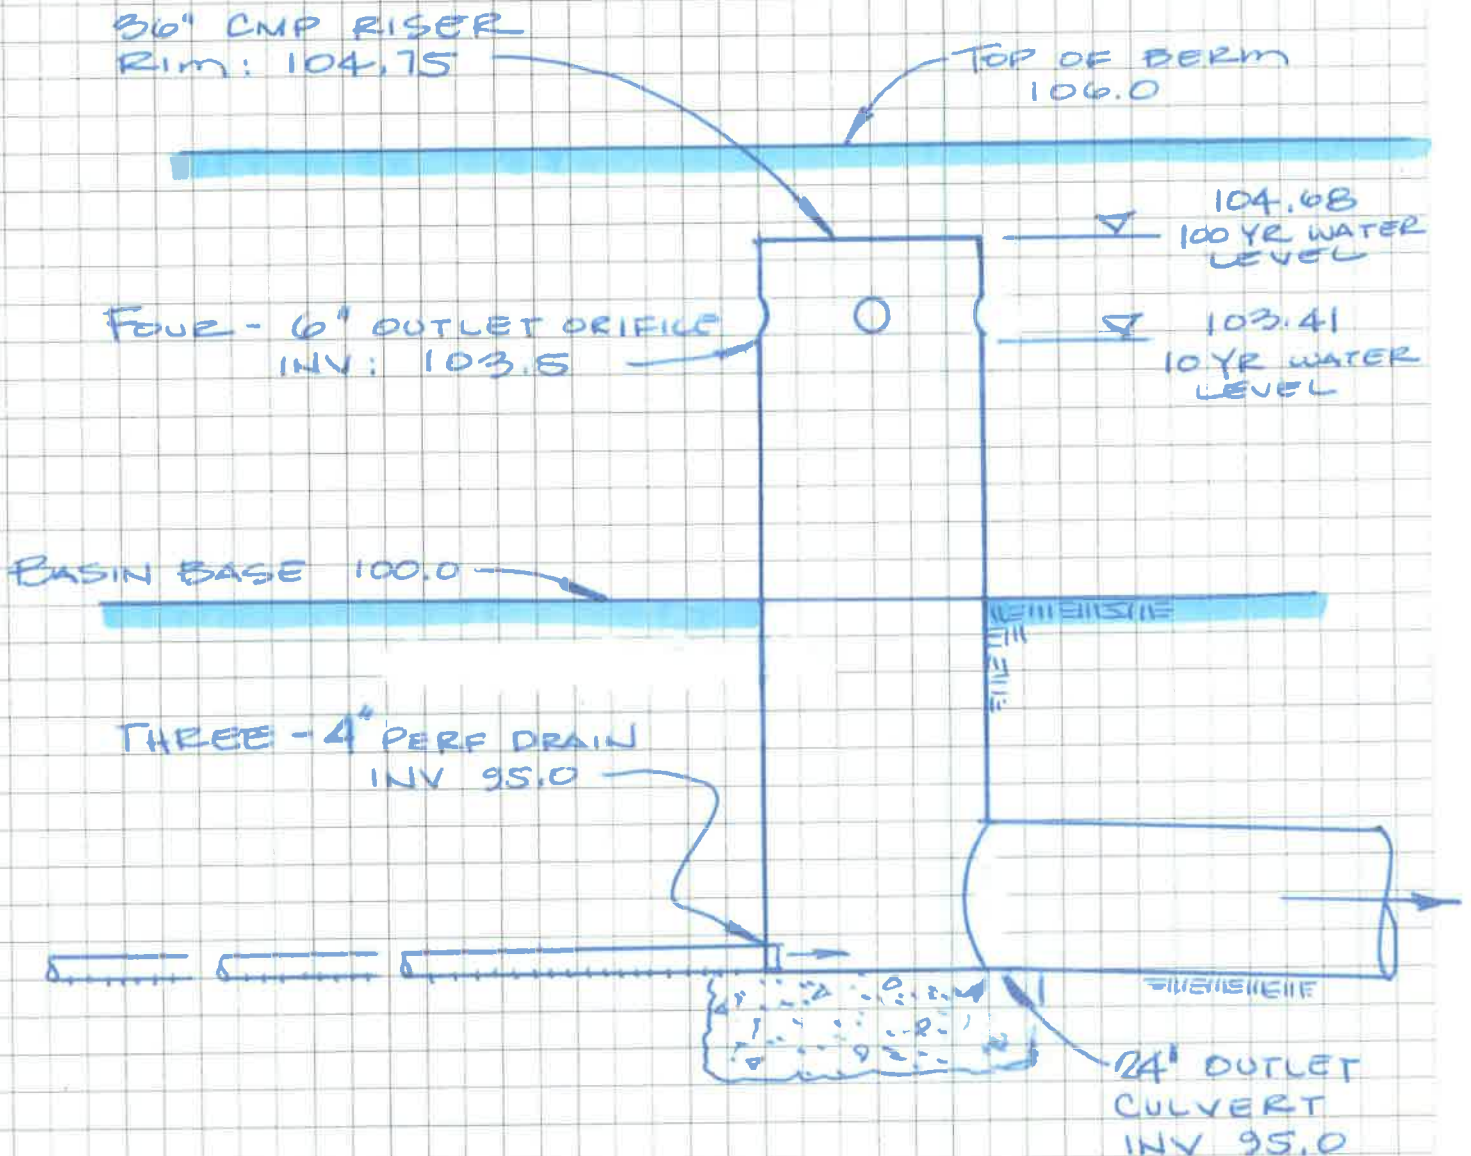 36" CMP RISER
RIM: 104.75
TOP OF BERM
106.0
104.68
100 YR WATER
LEVEL
FOUR - 6" OUTLET ORIFICE
INV: 103.5
103.41
10 YR WATER
LEVEL
BASIN BASE 100.0
THREE - 4" PERF DRAIN
INV 95.0
24" OUTLET
CULVERT
INV 95.0